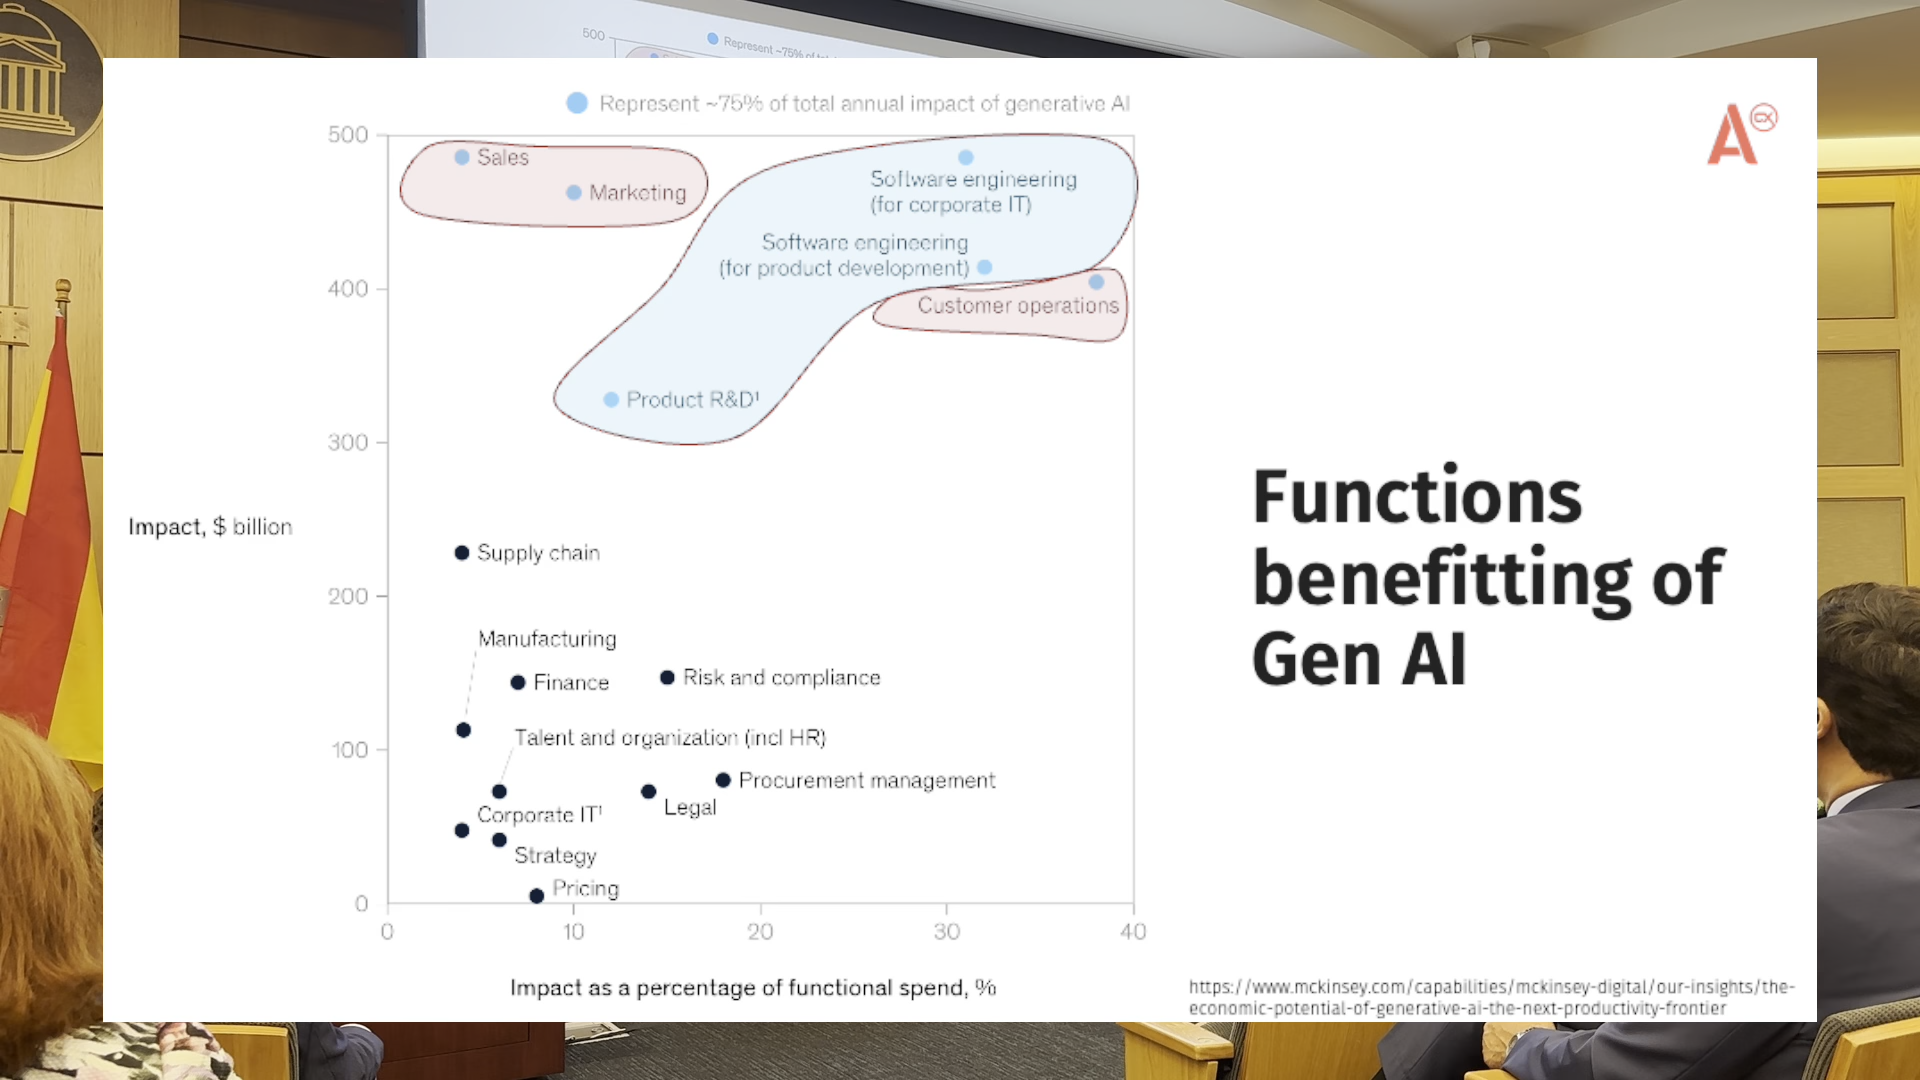 500
Represent ~75% of total annual impact of generative AI
500
Sales
Marketing
Software engineering
(for corporate IT)
Software engineering
(for product development)
400
Customer operations
Product R&D¹
300
Impact, $ billion
Supply chain
200
Manufacturing
Finance
Risk and compliance
Talent and organization (incl HR)
100
Procurement management
Legal
Corporate IT¹
Strategy
Pricing
0
0
10
20
30
40
Impact as a percentage of functional spend, %
A CX
Functions
benefitting of
Gen AI
https://www.mckinsey.com/capabilities/mckinsey-digital/our-insights/the-
economic-potential-of-generative-ai-the-next-productivity-frontier